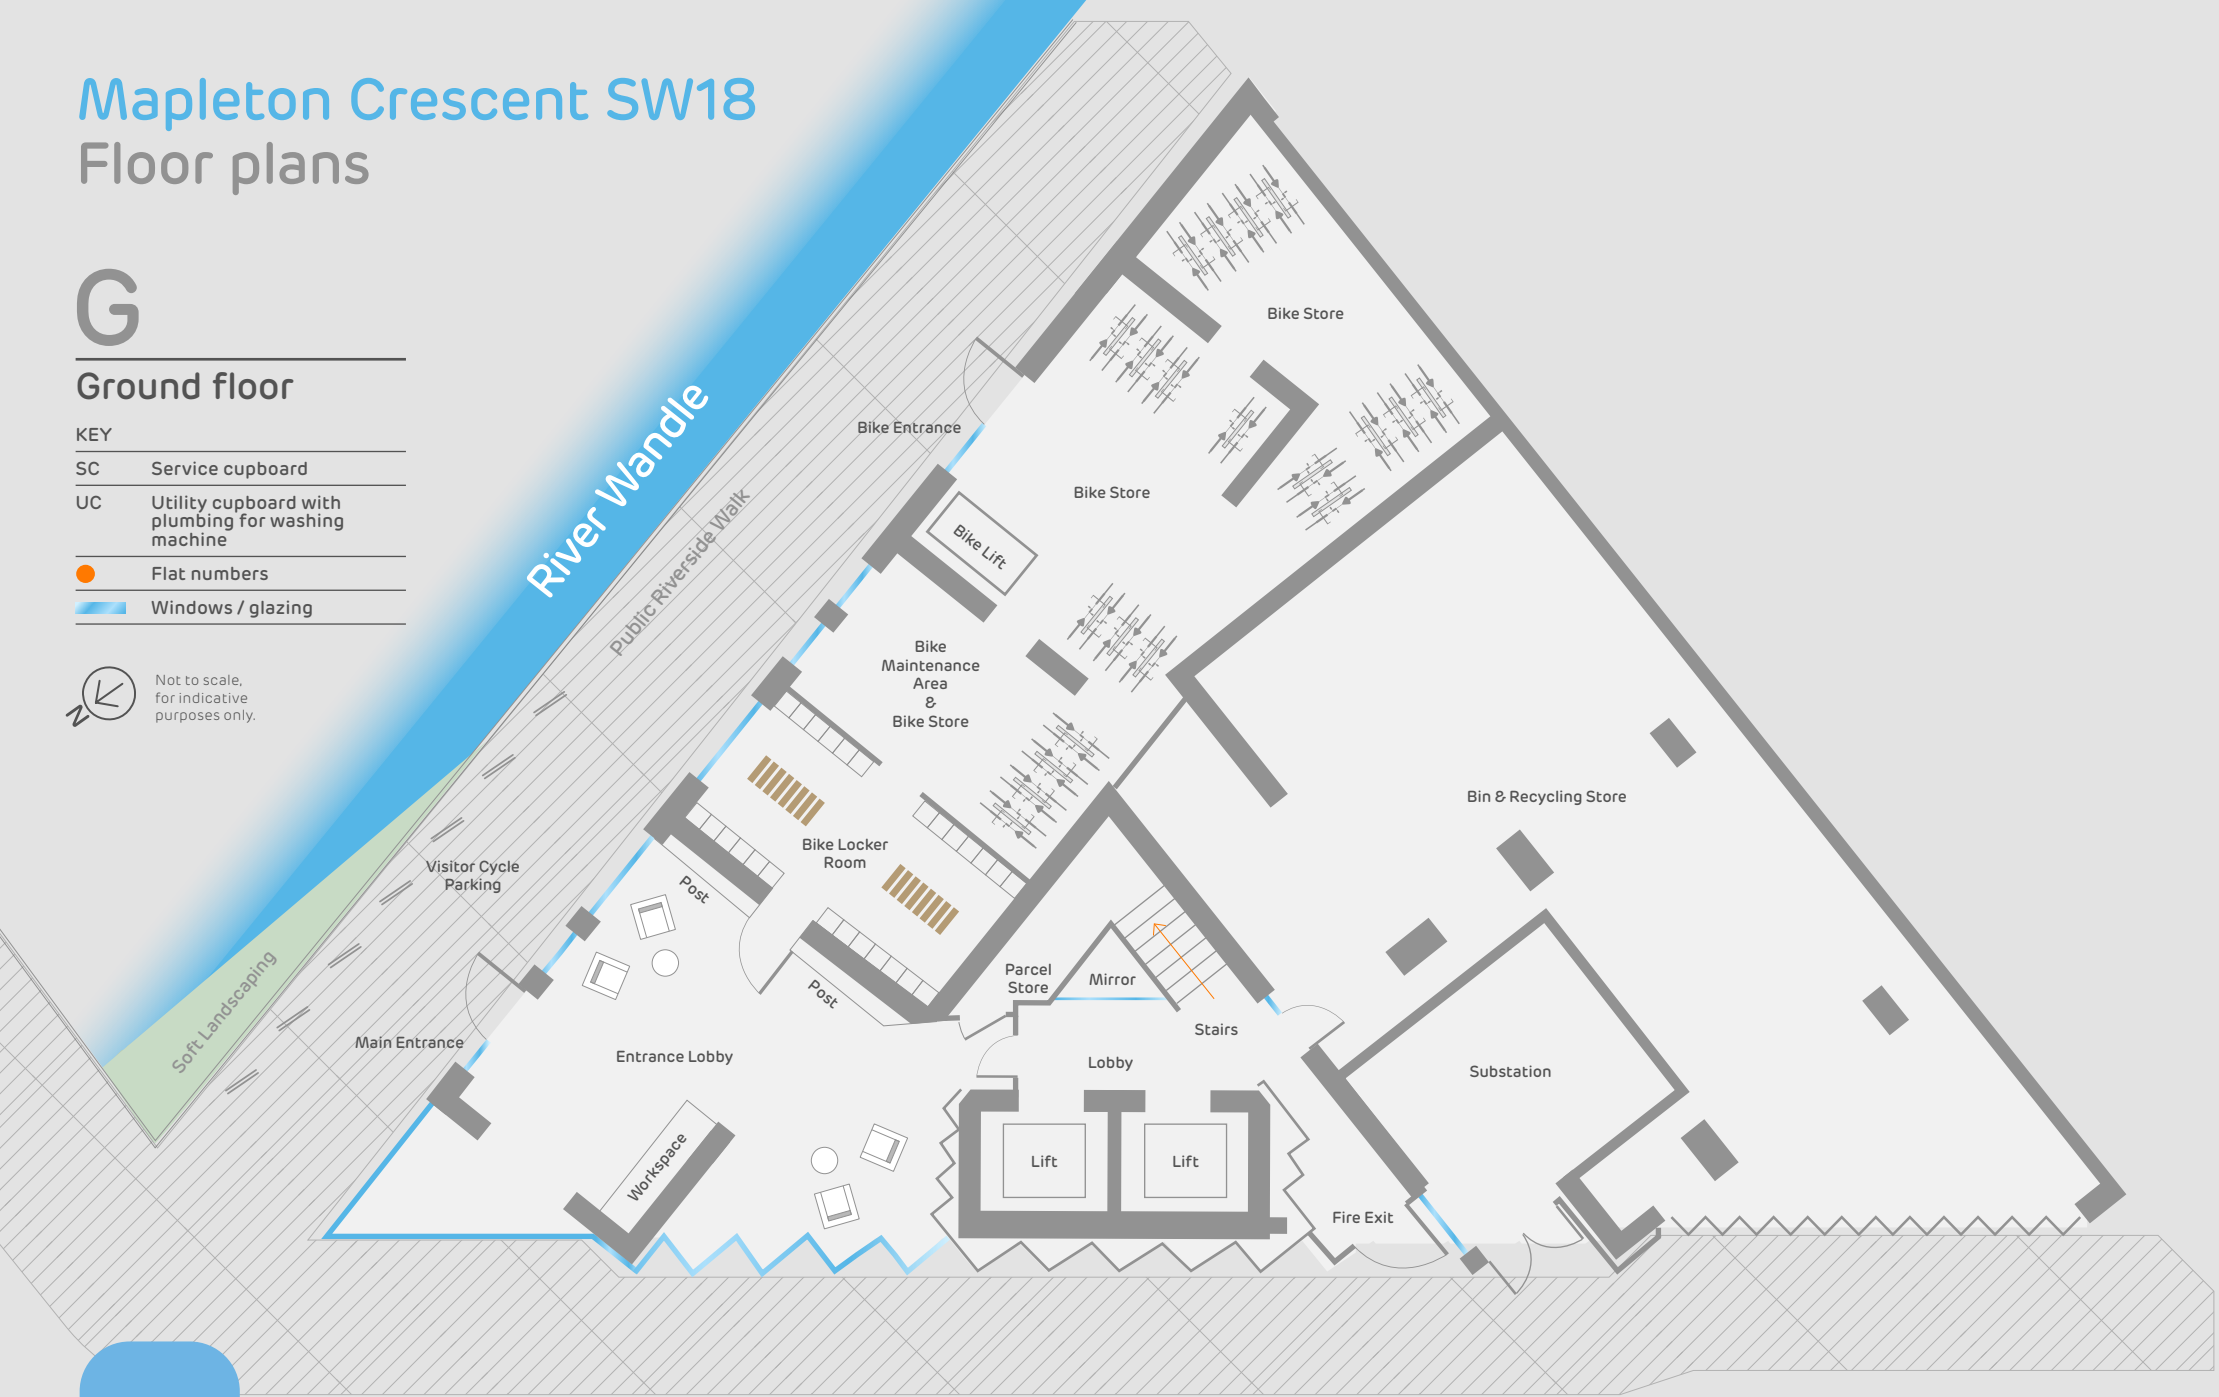 Mapleton Crescent SW18
Floor plans
G
Ground floor
KEY
SC Service cupboard
UC Utility cupboard with
plumbing for washing
machine
Flat numbers
Windows / glazing
N
Not to scale,
for indicative
purposes only.
River Wandle
Public Riverside Walk
Soft Landscaping
Visitor Cycle
Parking
Main Entrance
Bike Entrance
Bike Store
Bike Store
Bike Lift
Bike
Maintenance
Area
&
Bike Store
Bike Locker
Room
Post
Post
Entrance Lobby
Workspace
Parcel
Store
Mirror
Stairs
Lobby
Lift
Lift
Fire Exit
Bin & Recycling Store
Substation